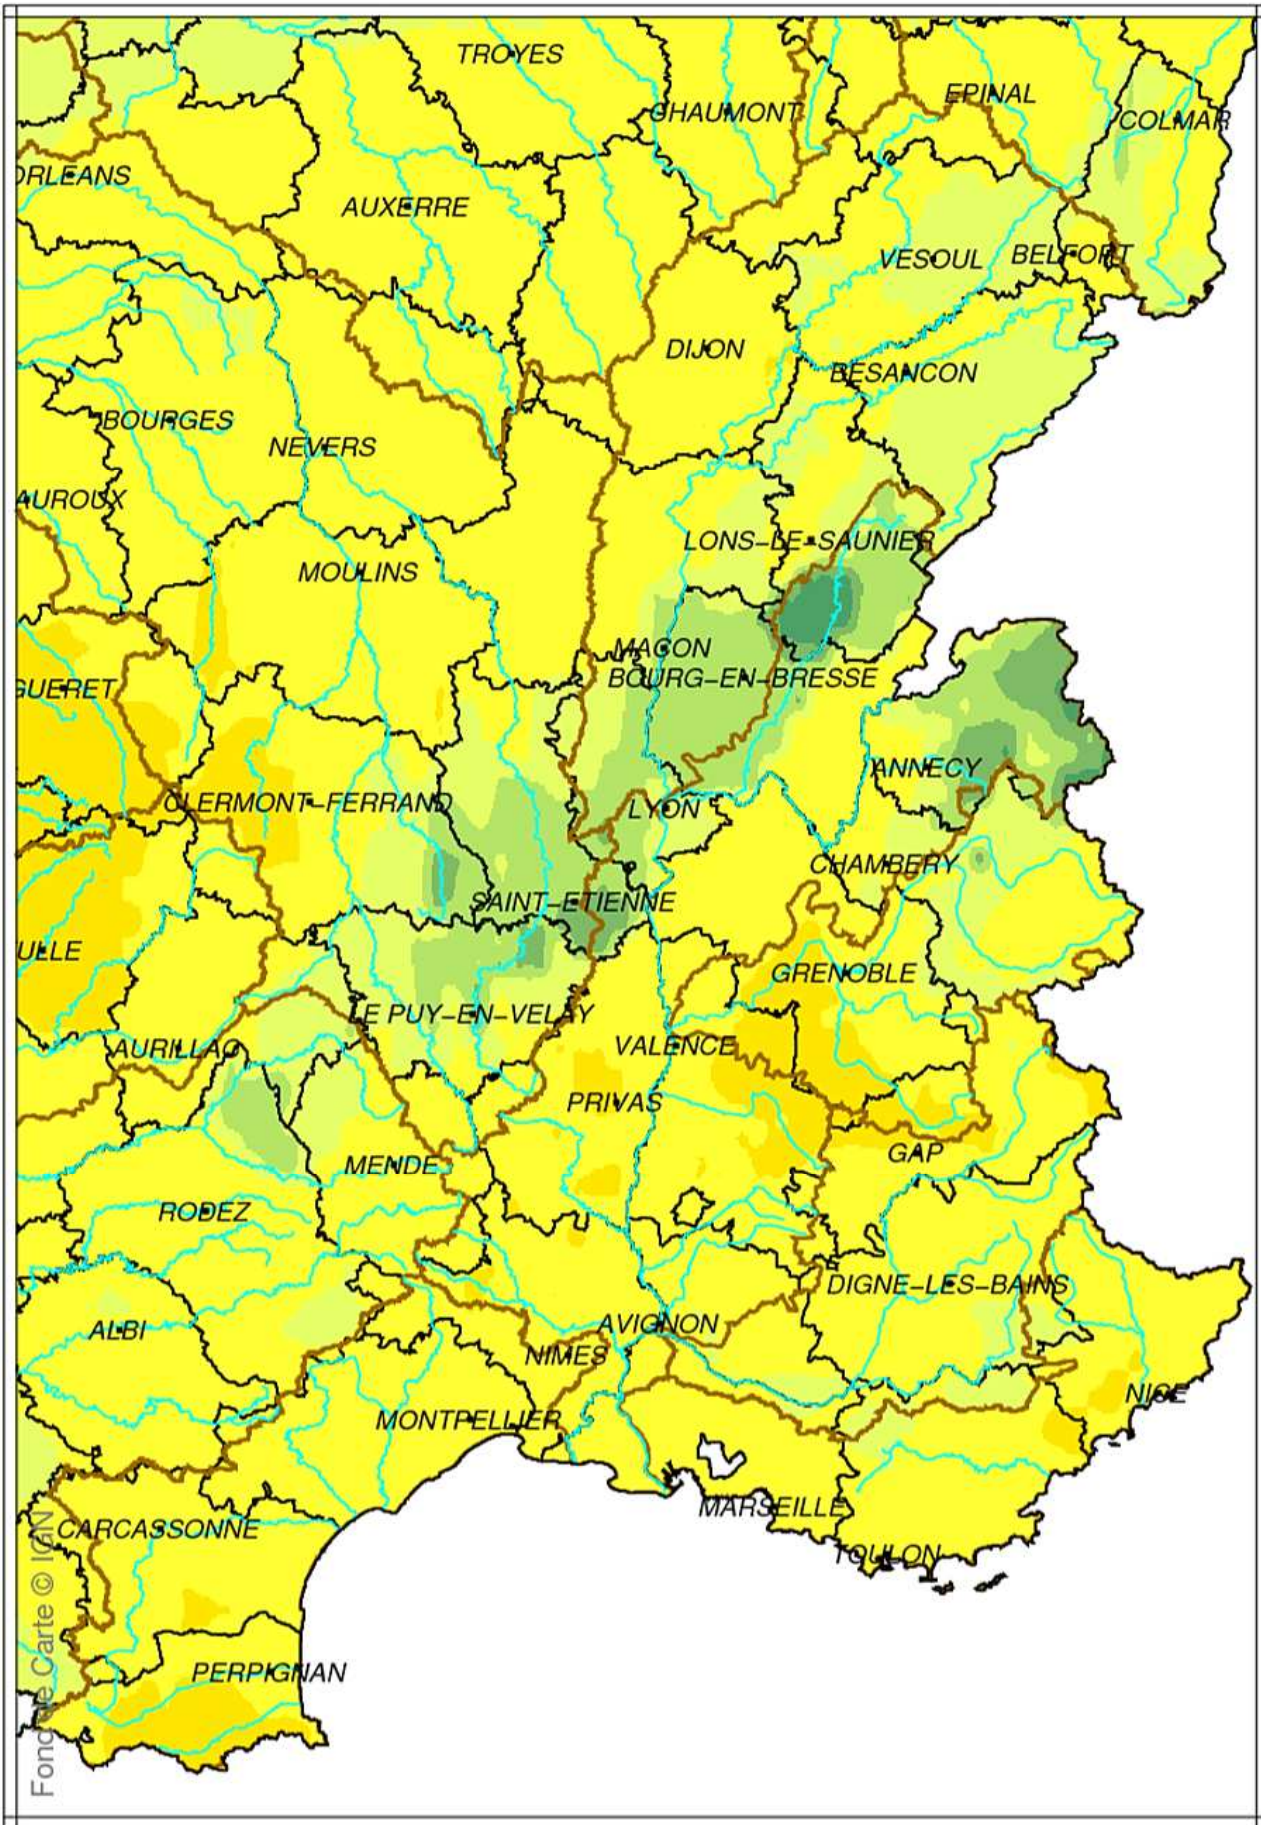 TROYES
EPINAL
CHAUMONT
COLMAR
ORLEANS
AUXERRE
VESOUL
BELFORT
DIJON
BESANCON
BOURGES
NEVERS
AUROUX
LONS-LE-SAUNIER
MOULINS
MACON
BOURG-EN-BRESSE
GUERET
ANNECY
CLERMONT-FERRAND
LYON
CHAMBERY
SAINT-ETIENNE
ULLE
GRENOBLE
LE PUY-EN-VELAY
AURILLAC
VALENCE
PRIVAS
GAP
MENDE
RODEZ
DIGNE-LES-BAINS
ALBI
AVIGNON
NIMES
NICE
MONTPELLIER
MARSEILLE
CARCASSONNE
TOULON
PERPIGNAN
Fond de Carte © IGN